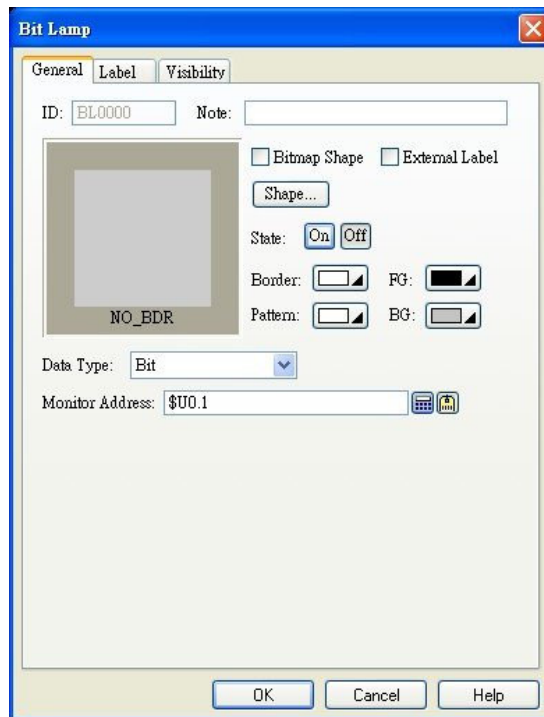 Bit Lamp
General Label Visibility
ID: BL0000 Note:
Bitmap Shape External Label
Shape...
State: On Off
Border: FG:
NO_BDR
Pattern: BG:
Data Type: Bit
Monitor Address: $U0.1
OK Cancel Help